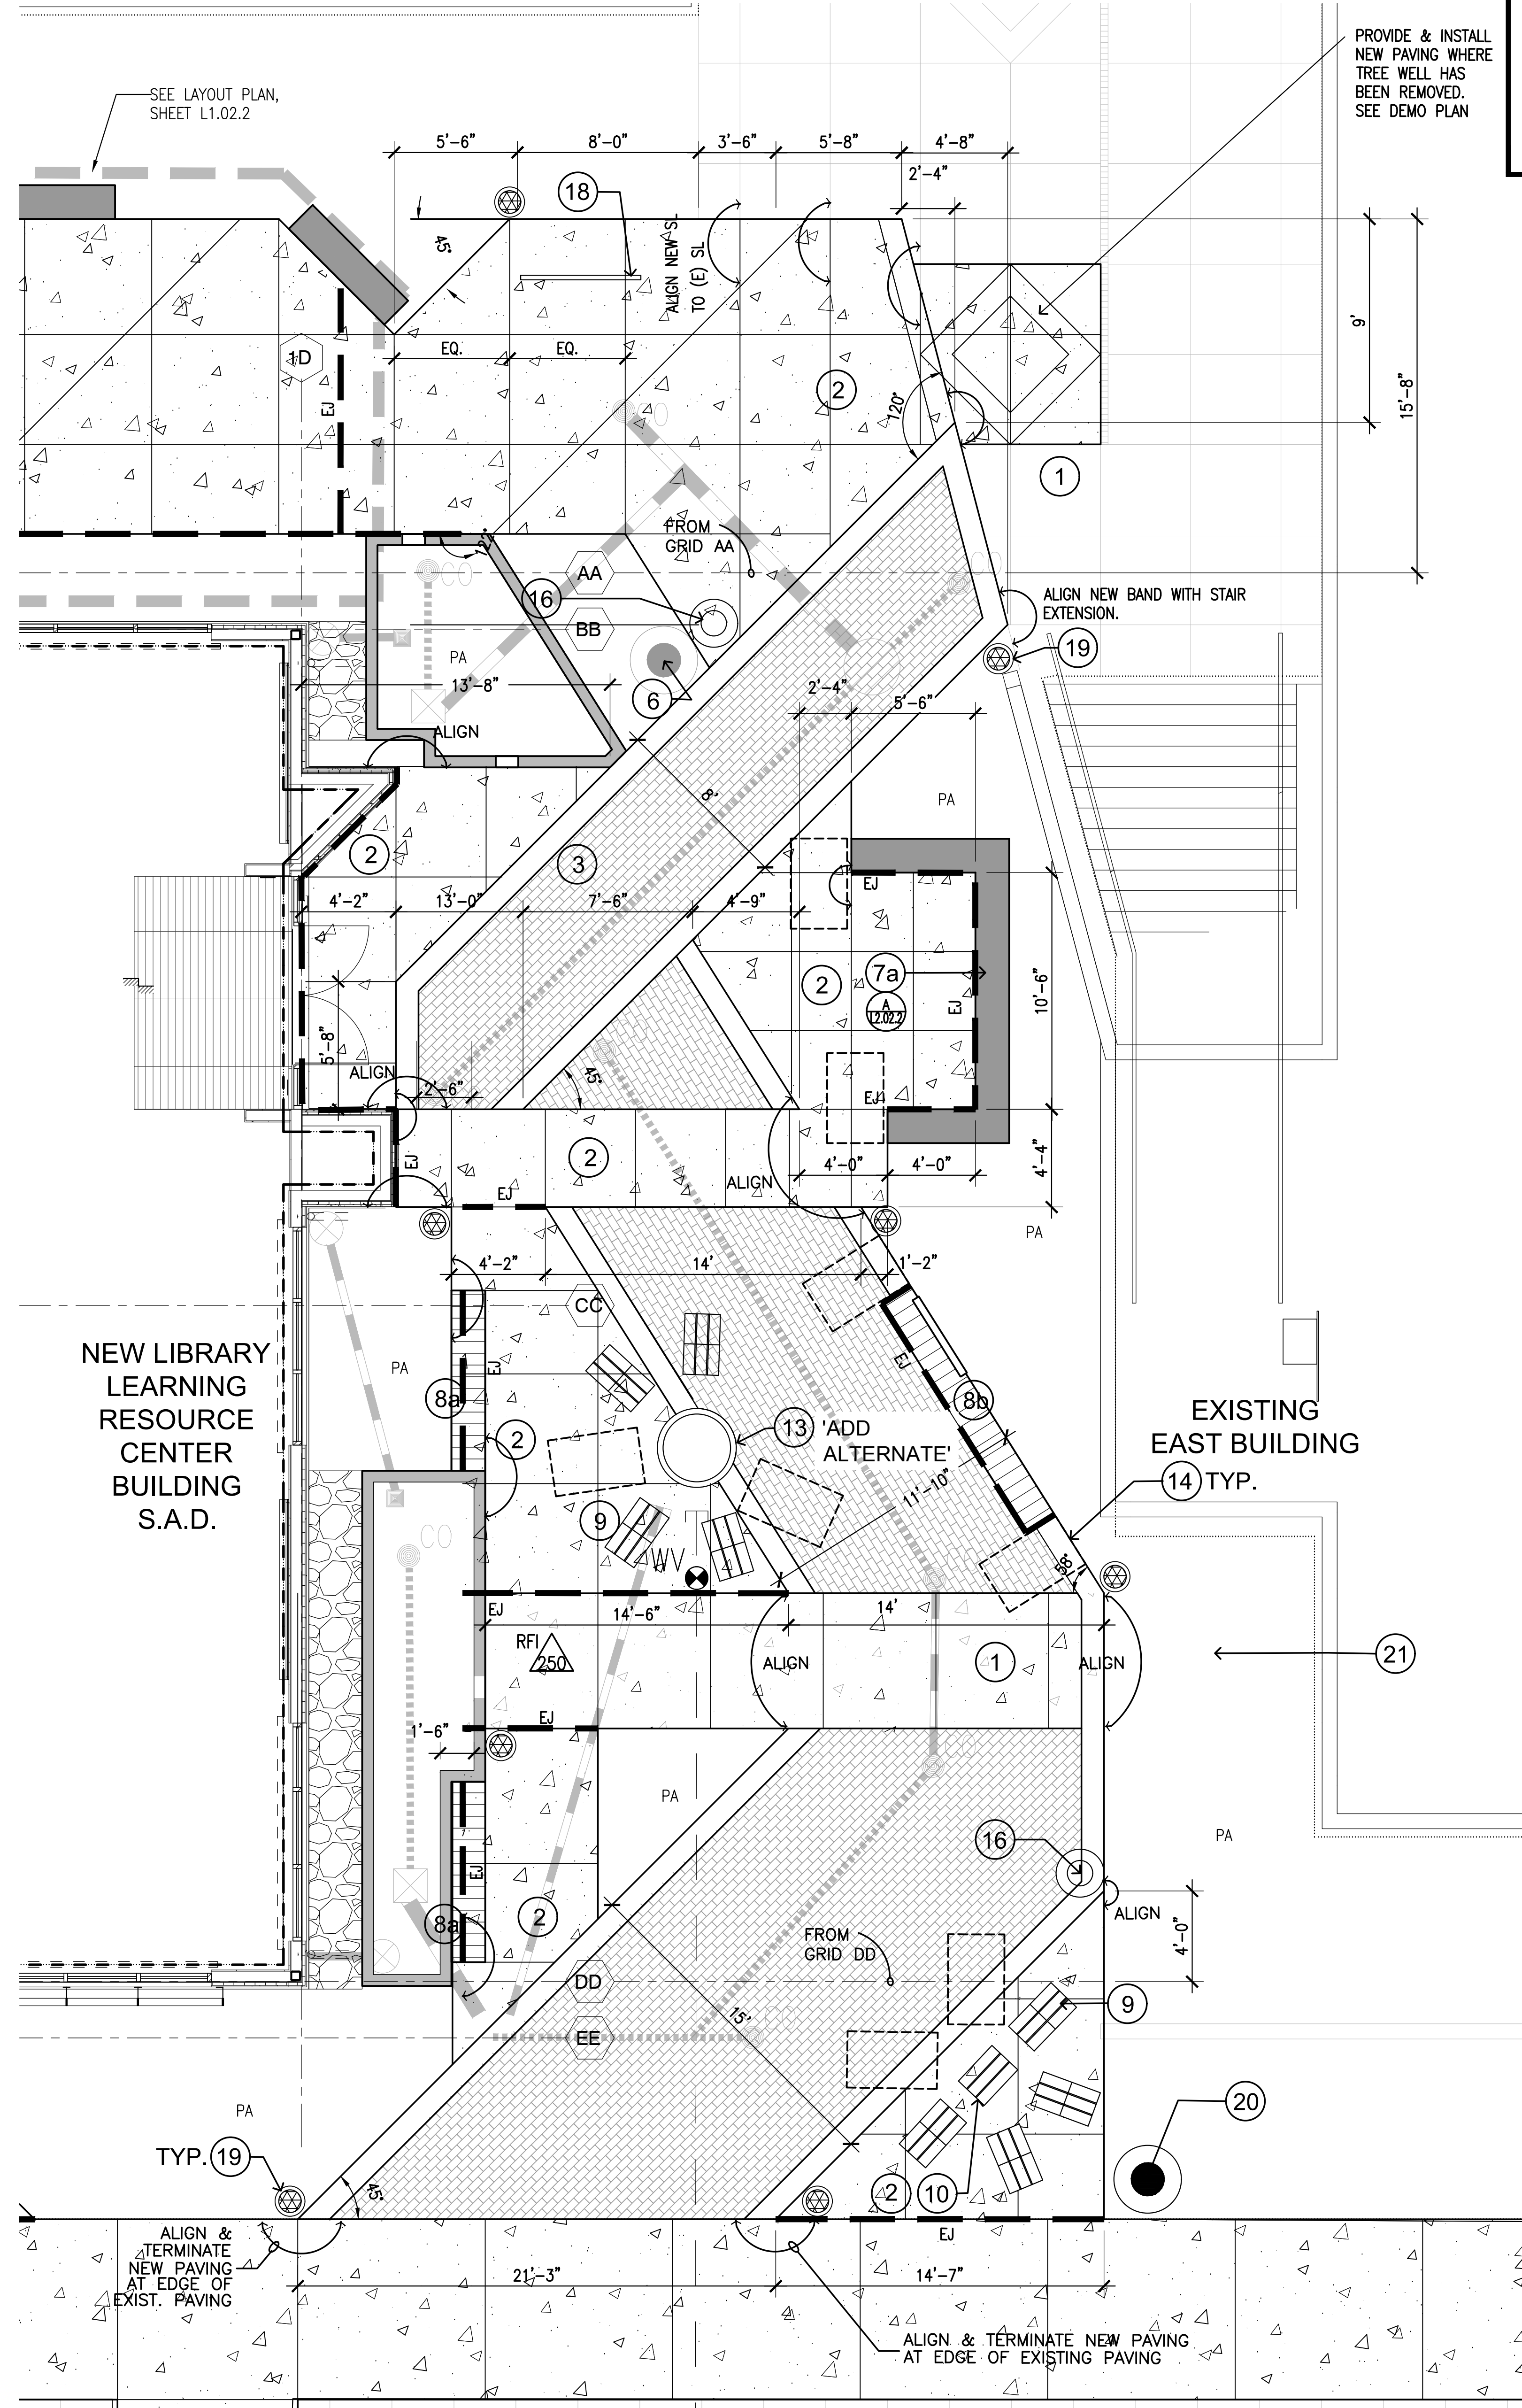 PROVIDE & INSTALL
NEW PAVING WHERE
TREE WELL HAS
BEEN REMOVED.
SEE DEMO PLAN
SEE LAYOUT PLAN,
SHEET L1.02.2
5'-6"
8'-0"
3'-6"
5'-8"
4'-8"
2'-4"
18
45°
ALIGN NEW SL
TO (E) SL
9'
15'-8"
1D
EQ.
EQ.
EJ
2
120°
1
122°
FROM
GRID AA
AA
16
BB
ALIGN NEW BAND WITH STAIR
EXTENSION.
19
PA
13'-8"
6
2'-4"
5'-6"
ALIGN
8'
PA
2
3
EJ
4'-2"
13'-0"
7'-6"
4'-9"
2
7a
A
L2.02.2
EJ
10'-6"
5'-8"
ALIGN
2'-6"
45°
EJ
EJ
2
ALIGN
4'-0"
4'-0"
4'-4"
EJ
PA
4'-2"
14'
1'-2"
CC
NEW LIBRARY
LEARNING
RESOURCE
CENTER
BUILDING
S.A.D.
PA
EJ
EJ
8a
8b
2
13
'ADD
ALTERNATE'
EXISTING
EAST BUILDING
14
TYP.
11'-10"
9
WV
58°
EJ
14'-6"
14'
RFI
250
ALIGN
1
ALIGN
21
EJ
1'-6"
PA
16
PA
EJ
8a
2
ALIGN
FROM
GRID DD
4'-0"
DD
9
15'
EE
PA
20
TYP.
19
45°
2
10
EJ
ALIGN &
TERMINATE
NEW PAVING
AT EDGE OF
EXIST. PAVING
21'-3"
14'-7"
ALIGN & TERMINATE NEW PAVING
AT EDGE OF EXISTING PAVING